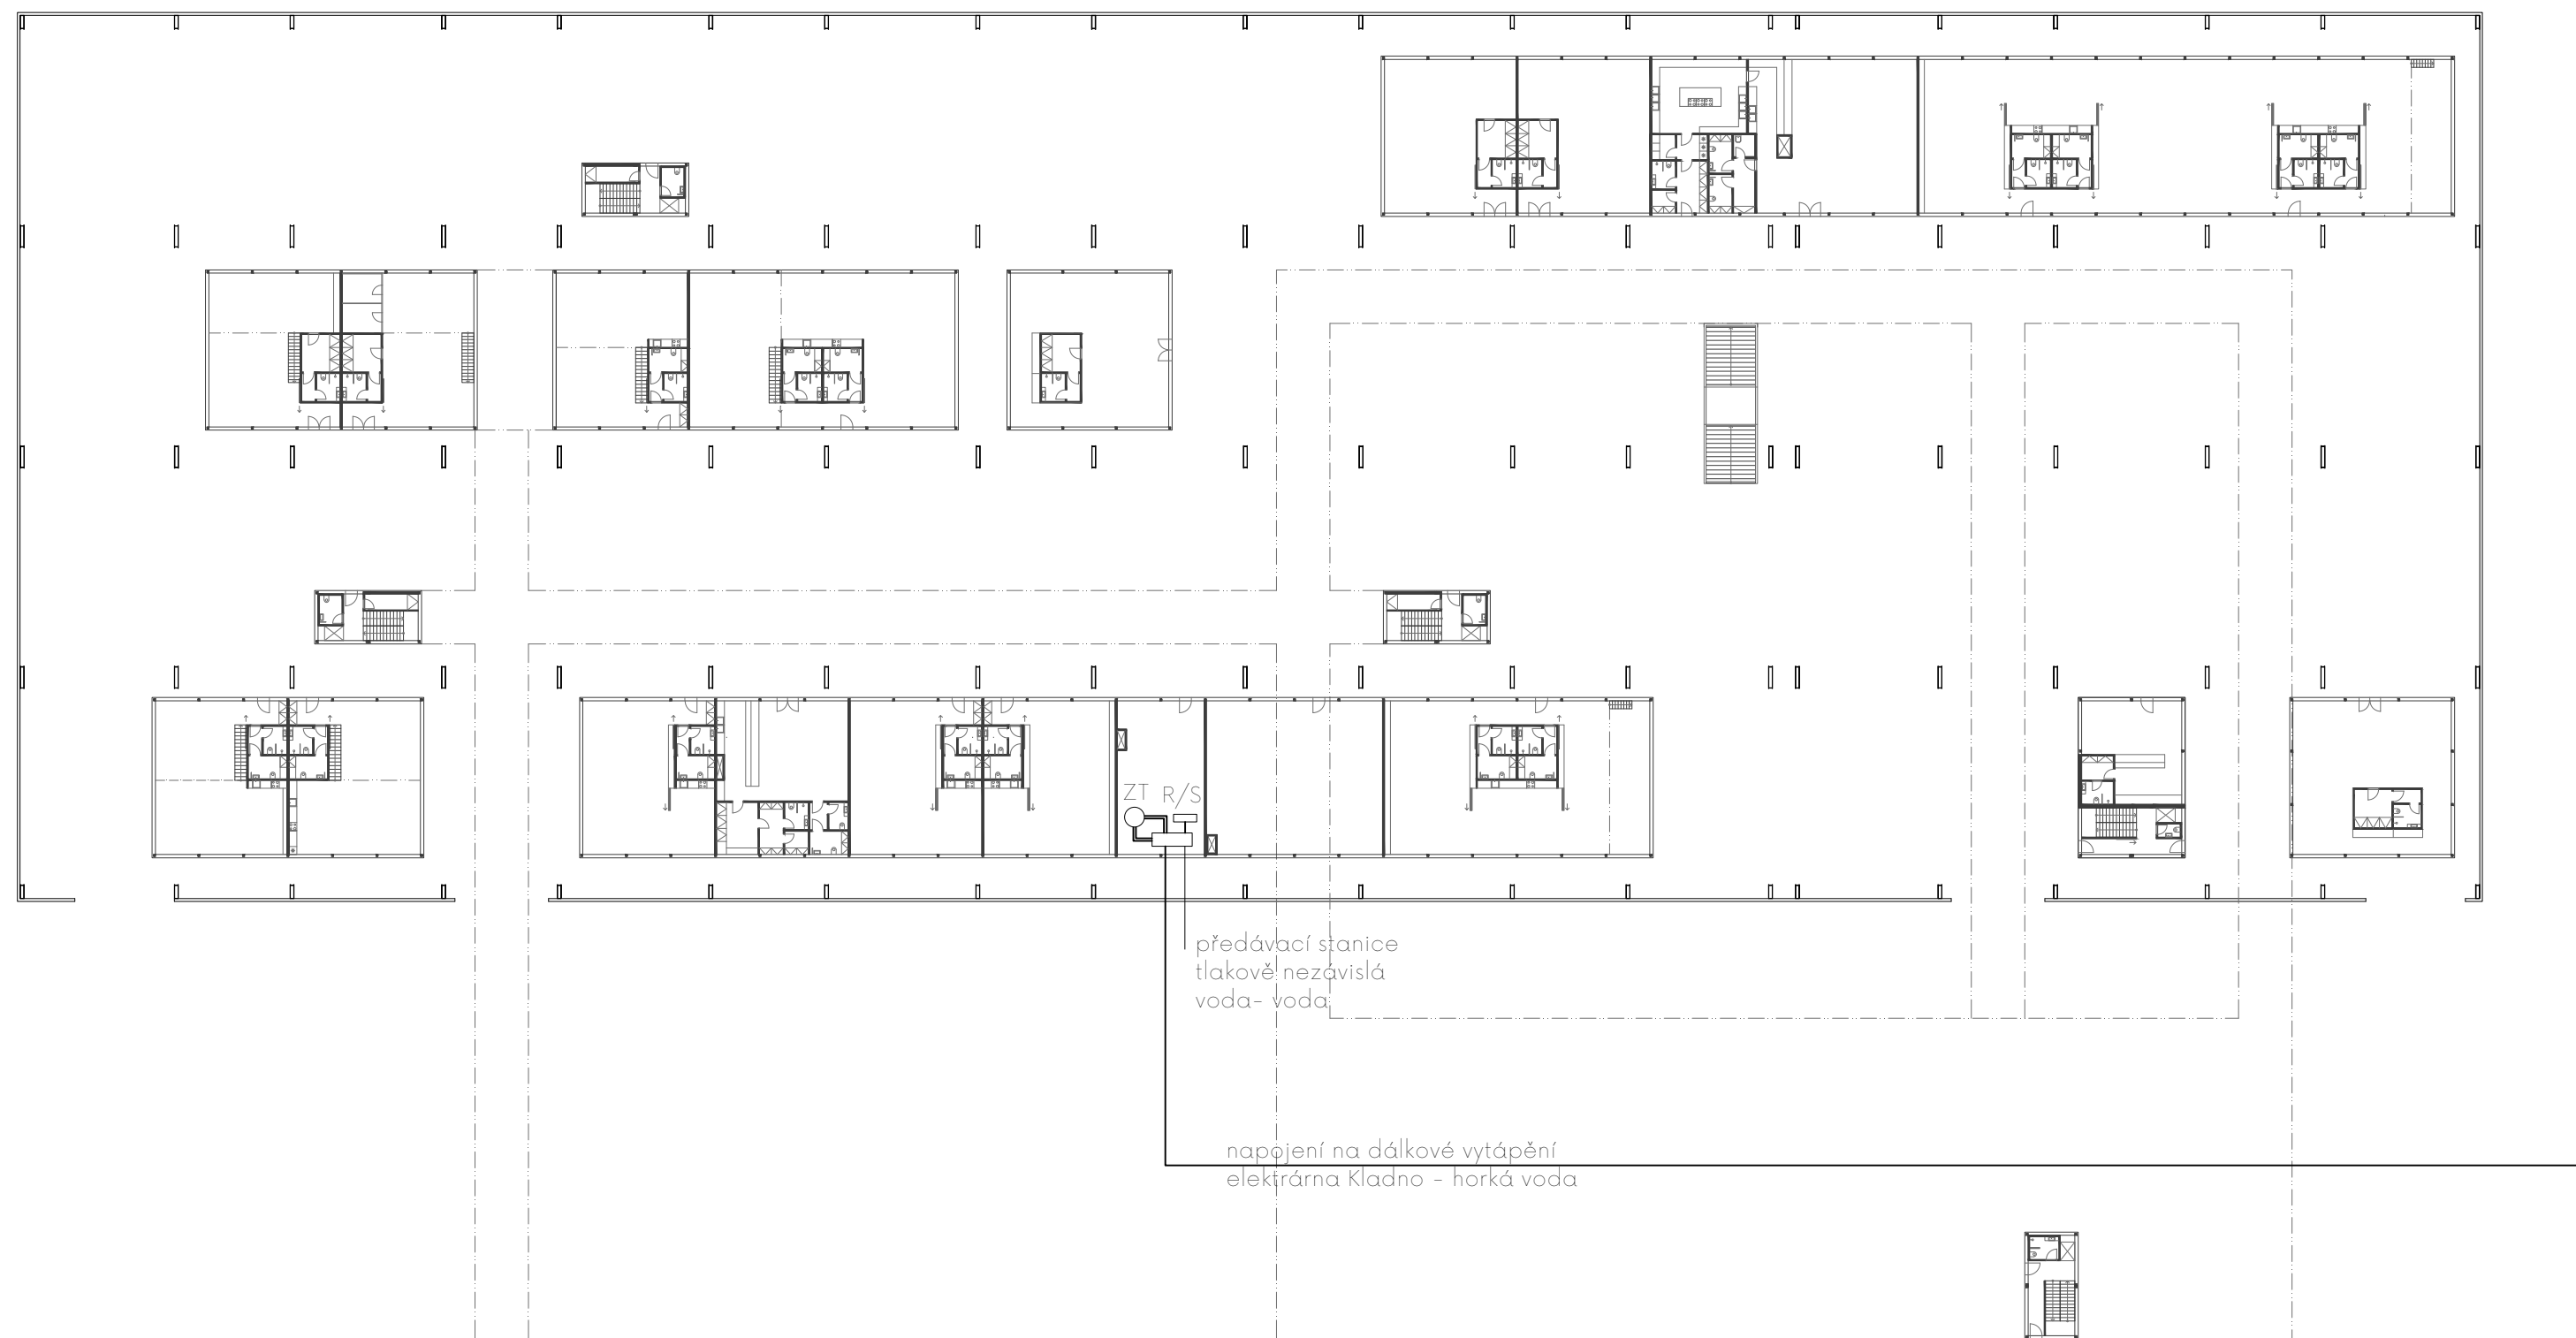 ZT R/S
předávací stanice
tlakově nezávislá
voda- voda
napojení na dálkové vytápění
elektrárna Kladno - horká voda